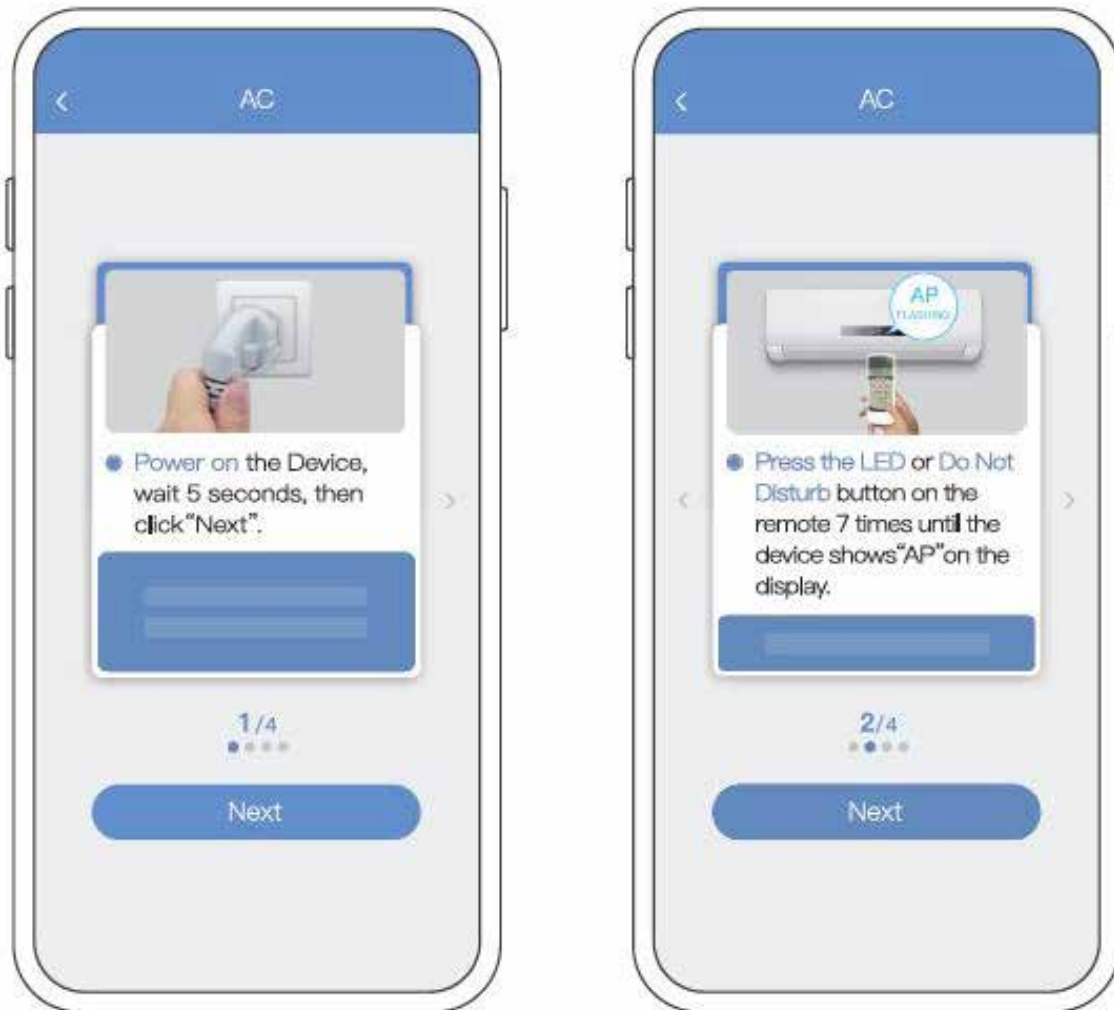 AC
Power on the Device,
wait 5 seconds, then
click“Next”.
1/4
Next
AC
AP
FLASHING
Press the LED or Do Not
Disturb button on the
remote 7 times until the
device shows“AP”on the
display.
2/4
Next